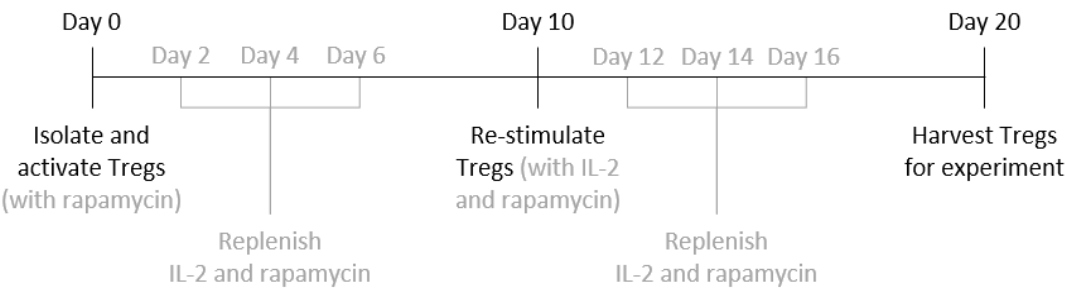 Day 0
Day 10
Day 20
Day 2
Day 4
Day 6
Day 12
Day 14
Day 16
Isolate and
activate Tregs
(with rapamycin)
Re-stimulate
Tregs (with IL-2
and rapamycin)
Harvest Tregs
for experiment
Replenish
IL-2 and rapamycin
Replenish
IL-2 and rapamycin